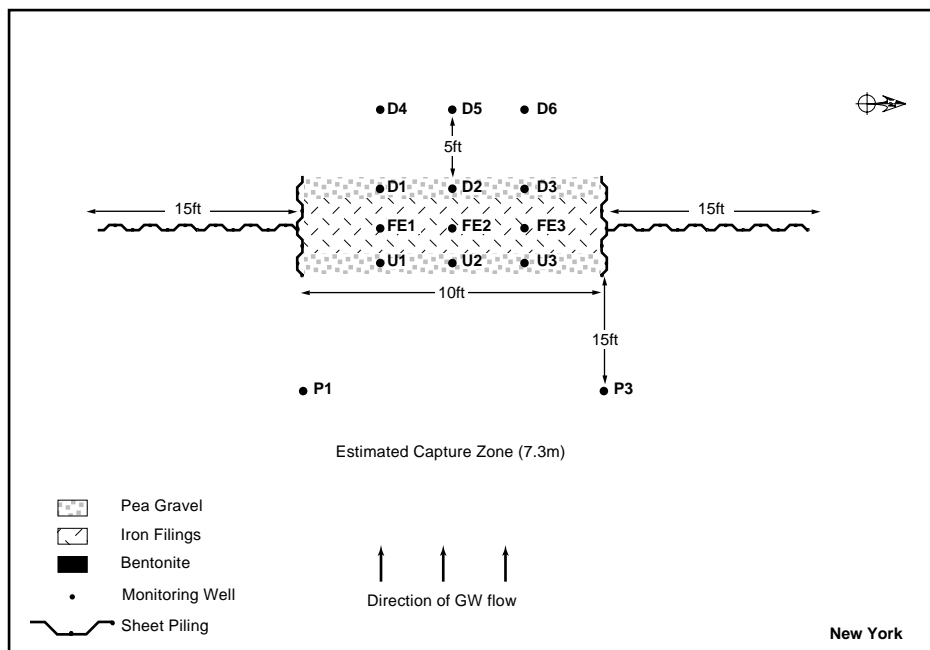 D4 D5 D6
5ft
D1 D2 D3
15ft 15ft
FE1 FE2 FE3
U1 U2 U3
10ft
15ft
P1 P3
Estimated Capture Zone (7.3m)
Pea Gravel
Iron Filings
Bentonite
Monitoring Well
Direction of GW flow
Sheet Piling
New York